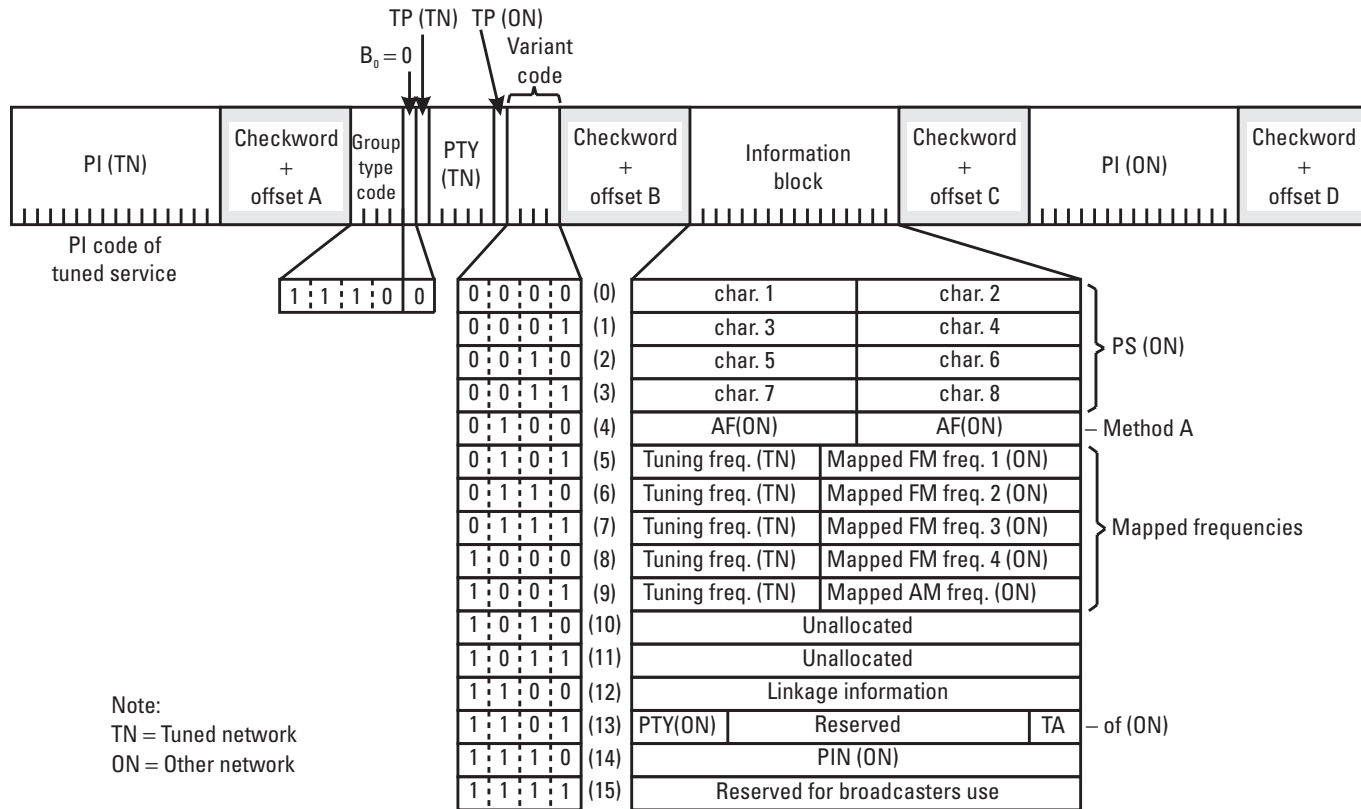 TP (TN) TP (ON)
B₀ = 0
Variant
code
PI (TN)
Checkword
+
offset A
Group
type
code
PTY
(TN)
Checkword
+
offset B
Information
block
Checkword
+
offset C
PI (ON)
Checkword
+
offset D
PI code of
tuned service
1 1 1 0 0
0 0 0 0 (0) char. 1 char. 2
0 0 0 1 (1) char. 3 char. 4
0 0 1 0 (2) char. 5 char. 6
0 0 1 1 (3) char. 7 char. 8
PS (ON)
0 1 0 0 (4) AF(ON) AF(ON) – Method A
0 1 0 1 (5) Tuning freq. (TN) Mapped FM freq. 1 (ON)
0 1 1 0 (6) Tuning freq. (TN) Mapped FM freq. 2 (ON)
0 1 1 1 (7) Tuning freq. (TN) Mapped FM freq. 3 (ON)
1 0 0 0 (8) Tuning freq. (TN) Mapped FM freq. 4 (ON)
1 0 0 1 (9) Tuning freq. (TN) Mapped AM freq. (ON)
Mapped frequencies
1 0 1 0 (10) Unallocated
1 0 1 1 (11) Unallocated
1 1 0 0 (12) Linkage information
1 1 0 1 (13) PTY(ON) Reserved TA – of (ON)
1 1 1 0 (14) PIN (ON)
1 1 1 1 (15) Reserved for broadcasters use
Note:
TN = Tuned network
ON = Other network